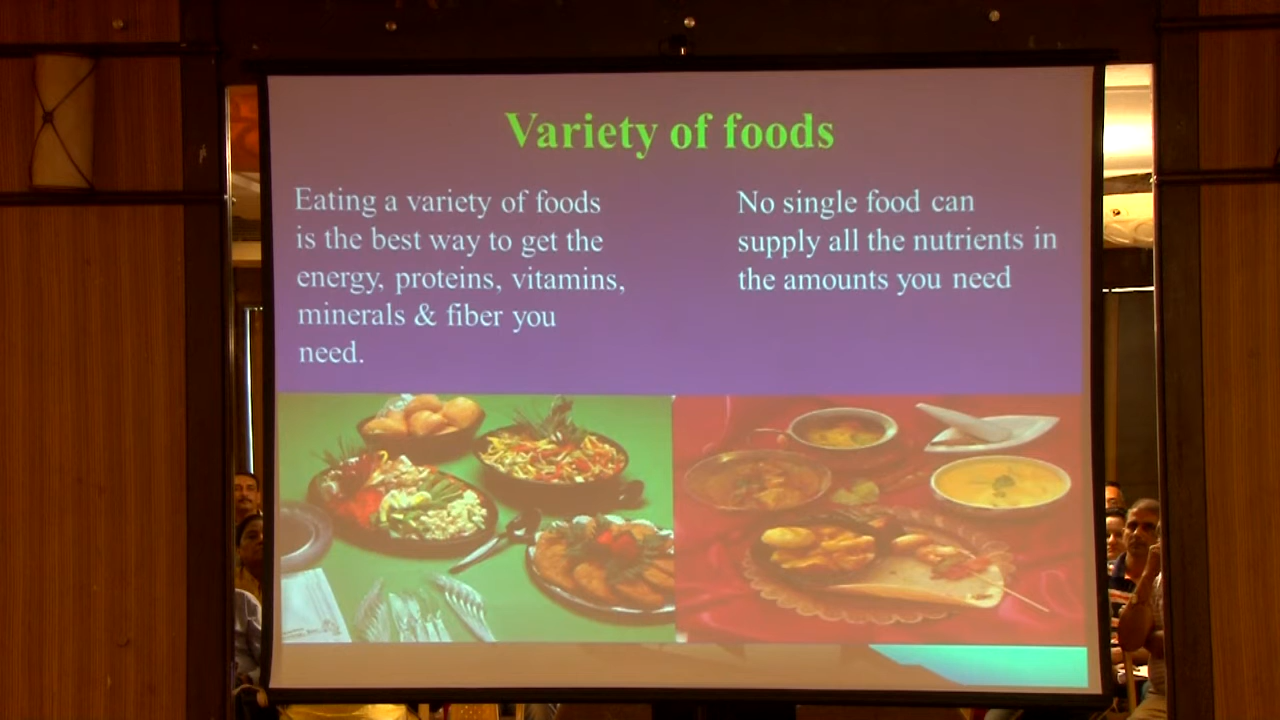 Variety of foods
Eating a variety of foods
is the best way to get the
energy, proteins, vitamins,
minerals & fiber you
need.
No single food can
supply all the nutrients in
the amounts you need